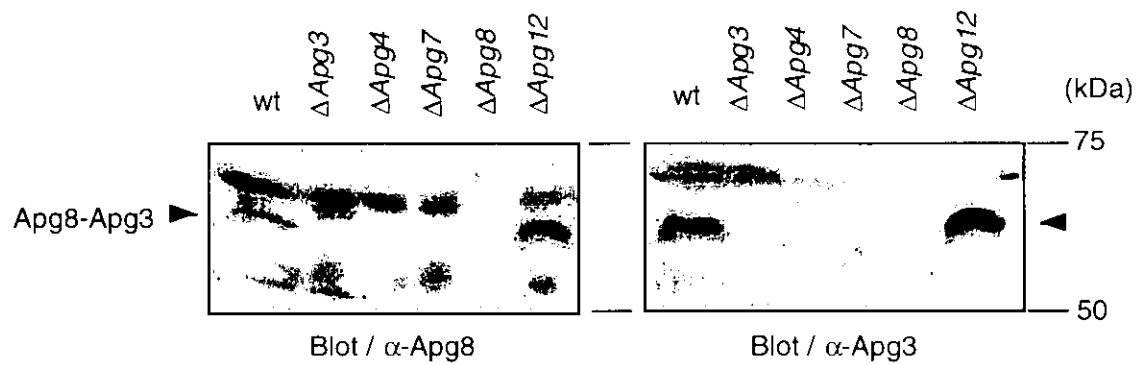 wt ΔApg3 ΔApg4 ΔApg7 ΔApg8 ΔApg12
wt ΔApg3 ΔApg4 ΔApg7 ΔApg8 ΔApg12 (kDa)
75
Apg8-Apg3
50
Blot / α-Apg8
Blot / α-Apg3